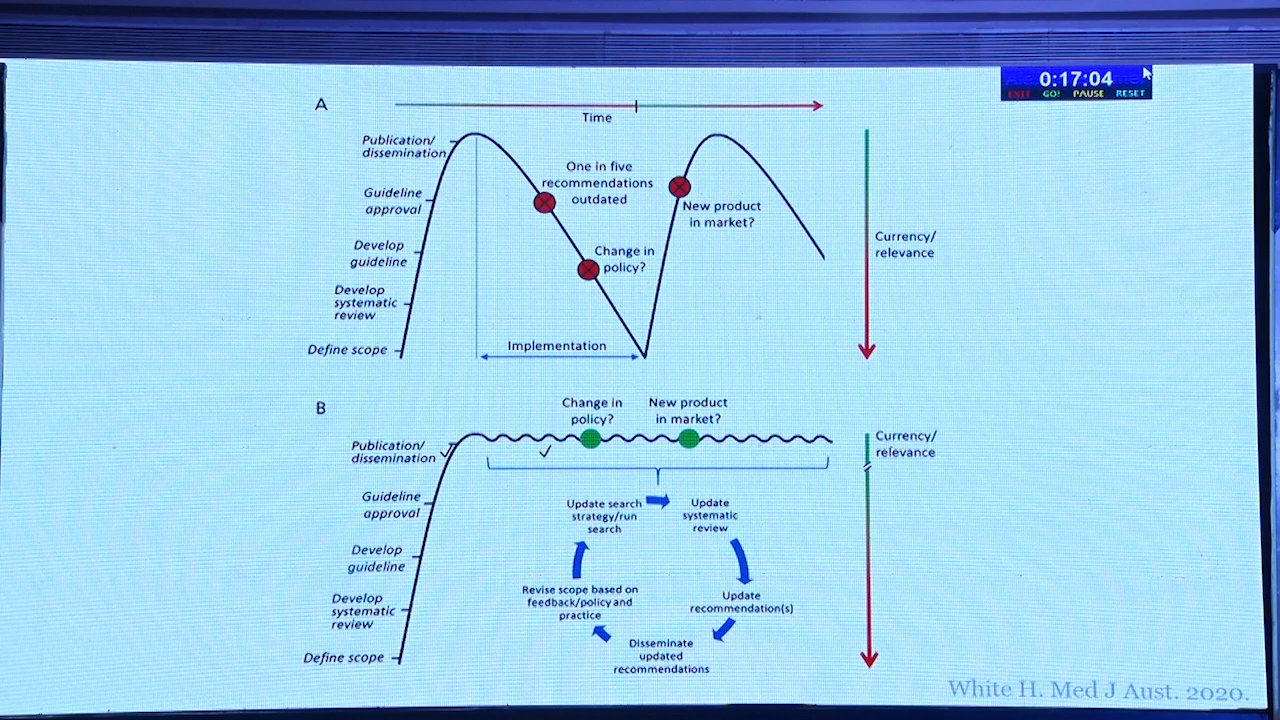 0:17:04
EXIT GO! PAUSE RESET
A
Time
Publication/
dissemination
Guideline
approval
Develop
guideline
Develop
systematic
review
Define scope
One in five
recommendations
outdated
Change in
policy?
New product
in market?
Implementation
Currency/
relevance
B
Change in
policy?
New product
in market?
Publication/
dissemination
Guideline
approval
Develop
guideline
Develop
systematic
review
Define scope
Update search
strategy/run
search
Update
systematic
review
Update
recommendation(s)
Disseminate
updated
recommendations
Revise scope based on
feedback/policy and
practice
Currency/
relevance
White H. Med J Aust. 2020.